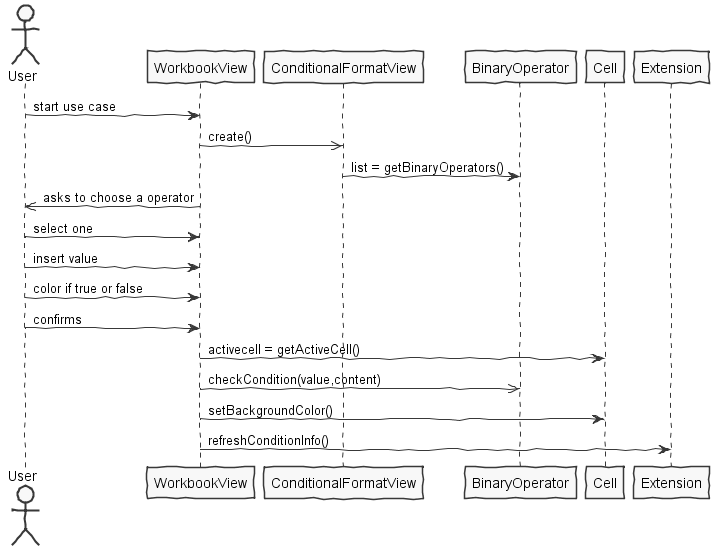 User
WorkbookView
ConditionalFormatView
BinaryOperator
Cell
Extension
start use case
create()
list = getBinaryOperators()
asks to choose a operator
select one
insert value
color if true or false
confirms
activecell = getActiveCell()
checkCondition(value,content)
setBackgroundColor()
refreshConditionInfo()
User
WorkbookView
ConditionalFormatView
BinaryOperator
Cell
Extension